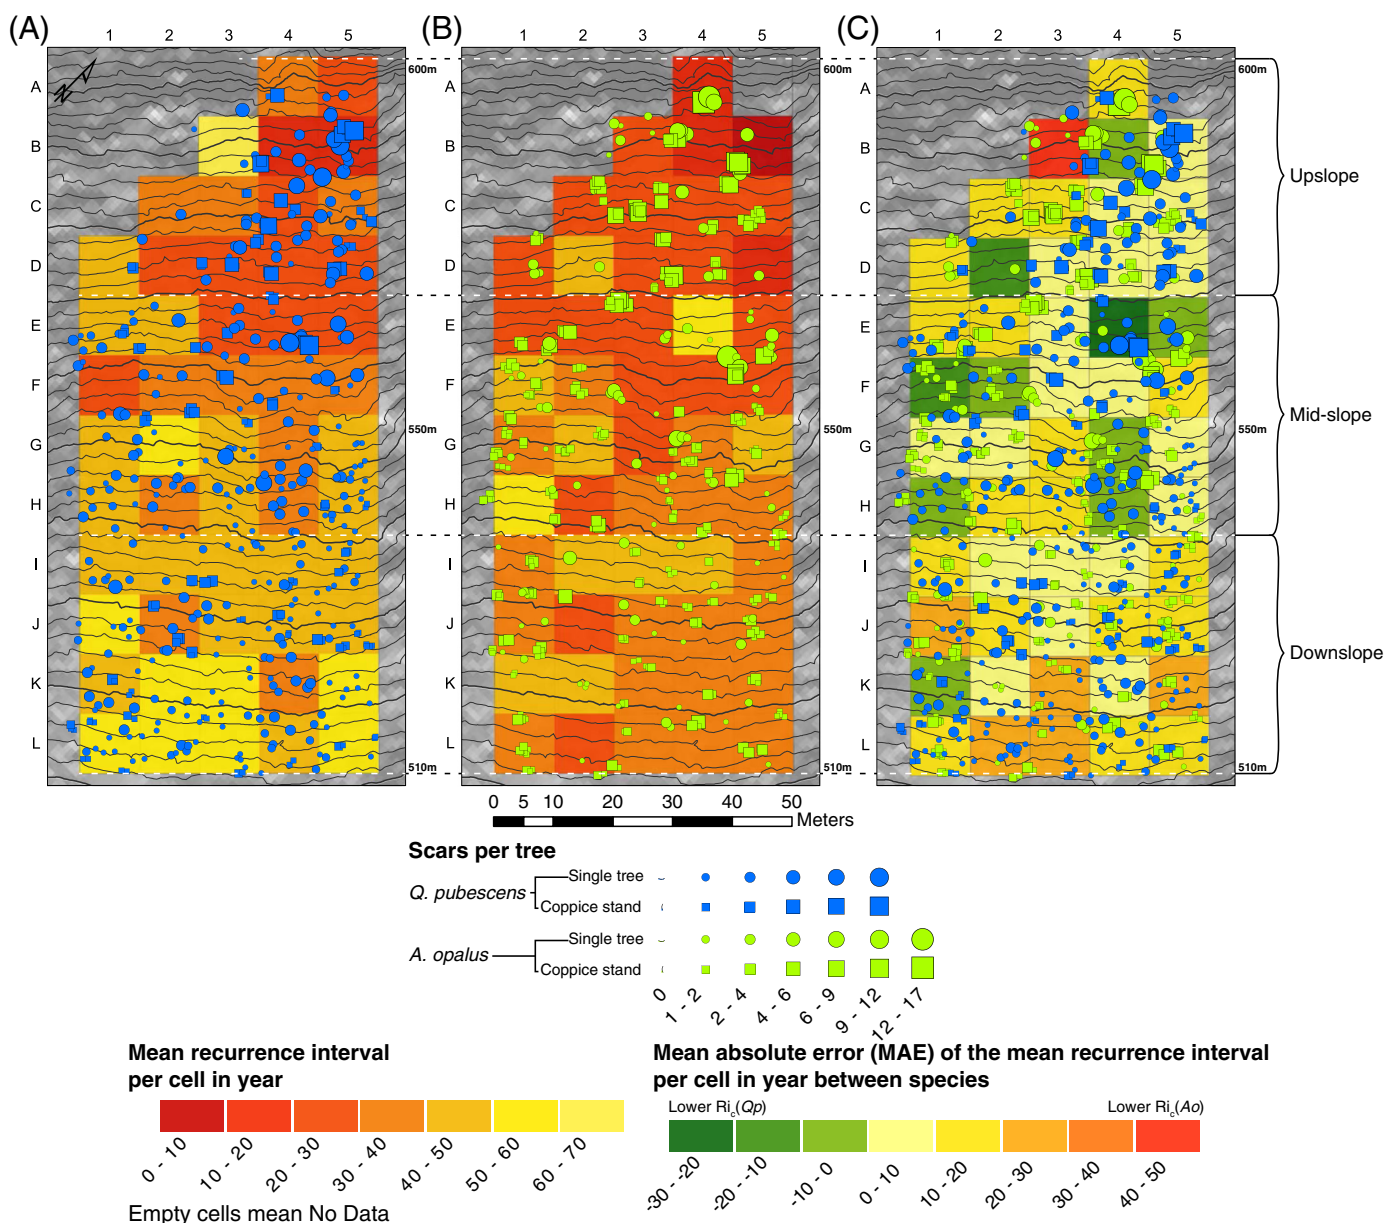 (A)
1 2 3 4 5
(B)
1 2 3 4 5
(C)
1 2 3 4 5
N
A
B
C
D
E
F
G
H
I
J
K
L
600m
550m
510m
A
B
C
D
E
F
G
H
I
J
K
L
600m
550m
510m
A
B
C
D
E
F
G
H
I
J
K
L
600m
550m
510m
Upslope
Mid-slope
Downslope
0 5 10 20 30 40 50
Meters
Scars per tree
Q. pubescens
Single tree
Coppice stand
A. opalus
Single tree
Coppice stand
0 1 - 2 2 - 4 4 - 6 6 - 9 9 - 12 12 - 17
Mean recurrence interval
per cell in year
0 - 10 10 - 20 20 - 30 30 - 40 40 - 50 50 - 60 60 - 70
Empty cells mean No Data
Mean absolute error (MAE) of the mean recurrence interval
per cell in year between species
Lower Ric(Qp) Lower Ric(Ao)
-30 - -20 -20 - -10 -10 - 0 0 - 10 10 - 20 20 - 30 30 - 40 40 - 50